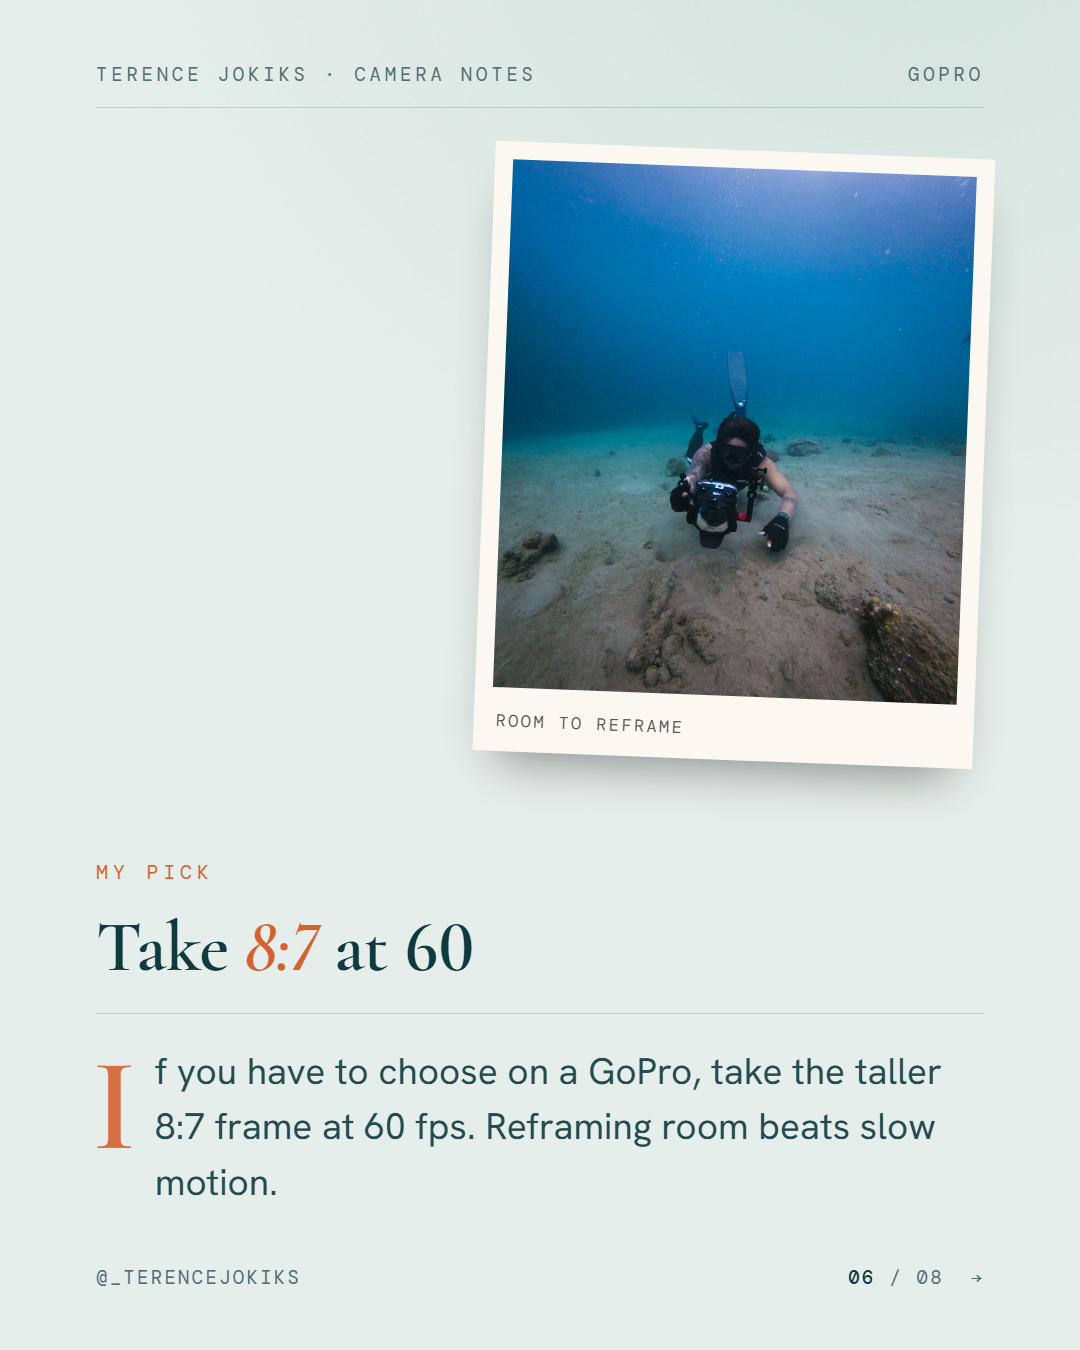 TERENCE JOKIKS · CAMERA NOTES
GOPRO
ROOM TO REFRAME
MY PICK
Take 8:7 at 60
If you have to choose on a GoPro, take the taller
8:7 frame at 60 fps. Reframing room beats slow
motion.
@_TERENCEJOKIKS
06 / 08 →